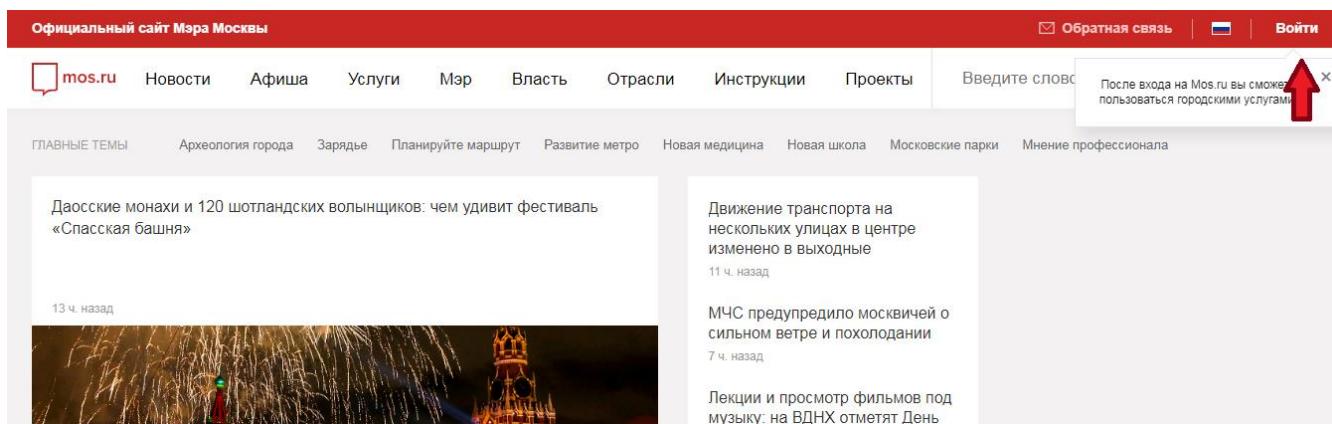 Официальный сайт Мэра Москвы
Обратная связь
Войти
mos.ru
Новости
Афиша
Услуги
Мэр
Власть
Отрасли
Инструкции
Проекты
Введите слово
После входа на Mos.ru вы сможете
пользоваться городскими услугами
ГЛАВНЫЕ ТЕМЫ
Археология города
Зарядье
Планируйте маршрут
Развитие метро
Новая медицина
Новая школа
Московские парки
Мнение профессионала
Даосские монахи и 120 шотландских волынщиков: чем удивит фестиваль
«Спасская башня»
13 ч. назад
Движение транспорта на
нескольких улицах в центре
изменено в выходные
11 ч. назад
МЧС предупредило москвичей о
сильном ветре и похолодании
7 ч. назад
Лекции и просмотр фильмов под
музыку: на ВДНХ отметят День